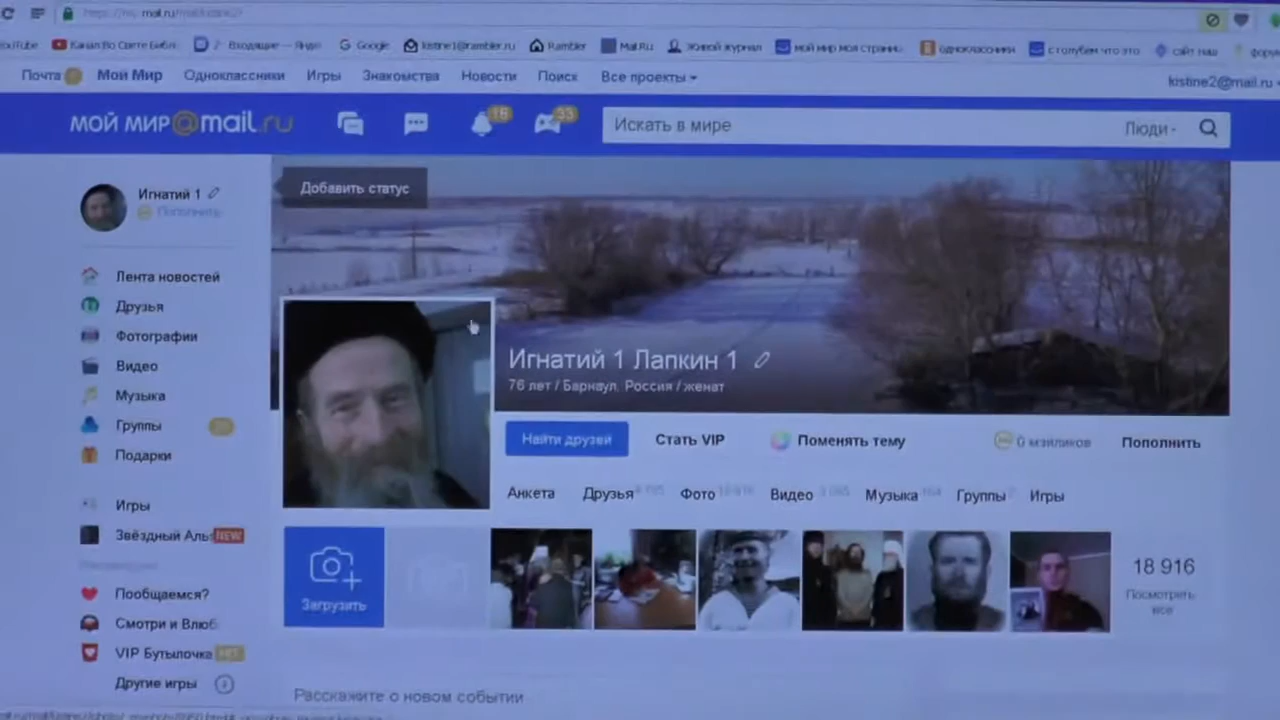 YouTube Канал Во Свете Библ Входящие — Янде Google kistine1@rambler.ru Rambler Mail.Ru Живой журнал мой мир моя страни одноклассники с голубем что это сайт наш форум
Почта Мой Мир Одноклассники Игры Знакомства Новости Поиск Все проекты
kistine2@mail.ru
МОЙ МИР@mail.ru 16 33 Искать в мире Люди
Игнатий 1
Пополнить
Добавить статус
Лента новостей
Друзья
Фотографии
Видео
Музыка
Группы
Подарки
Игры
Звёздный Аль NEW
Пообщаемся?
Смотри и Влюб
VIP Бутылочка
Другие игры
Игнатий 1 Лапкин 1
76 лет / Барнаул, Россия / женат
Найти друзей Стать VIP Поменять тему 0 мэйликов Пополнить
Анкета Друзья Фото Видео Музыка Группы Игры
Загрузить
18 916
Посмотреть
все
Расскажите о новом событии